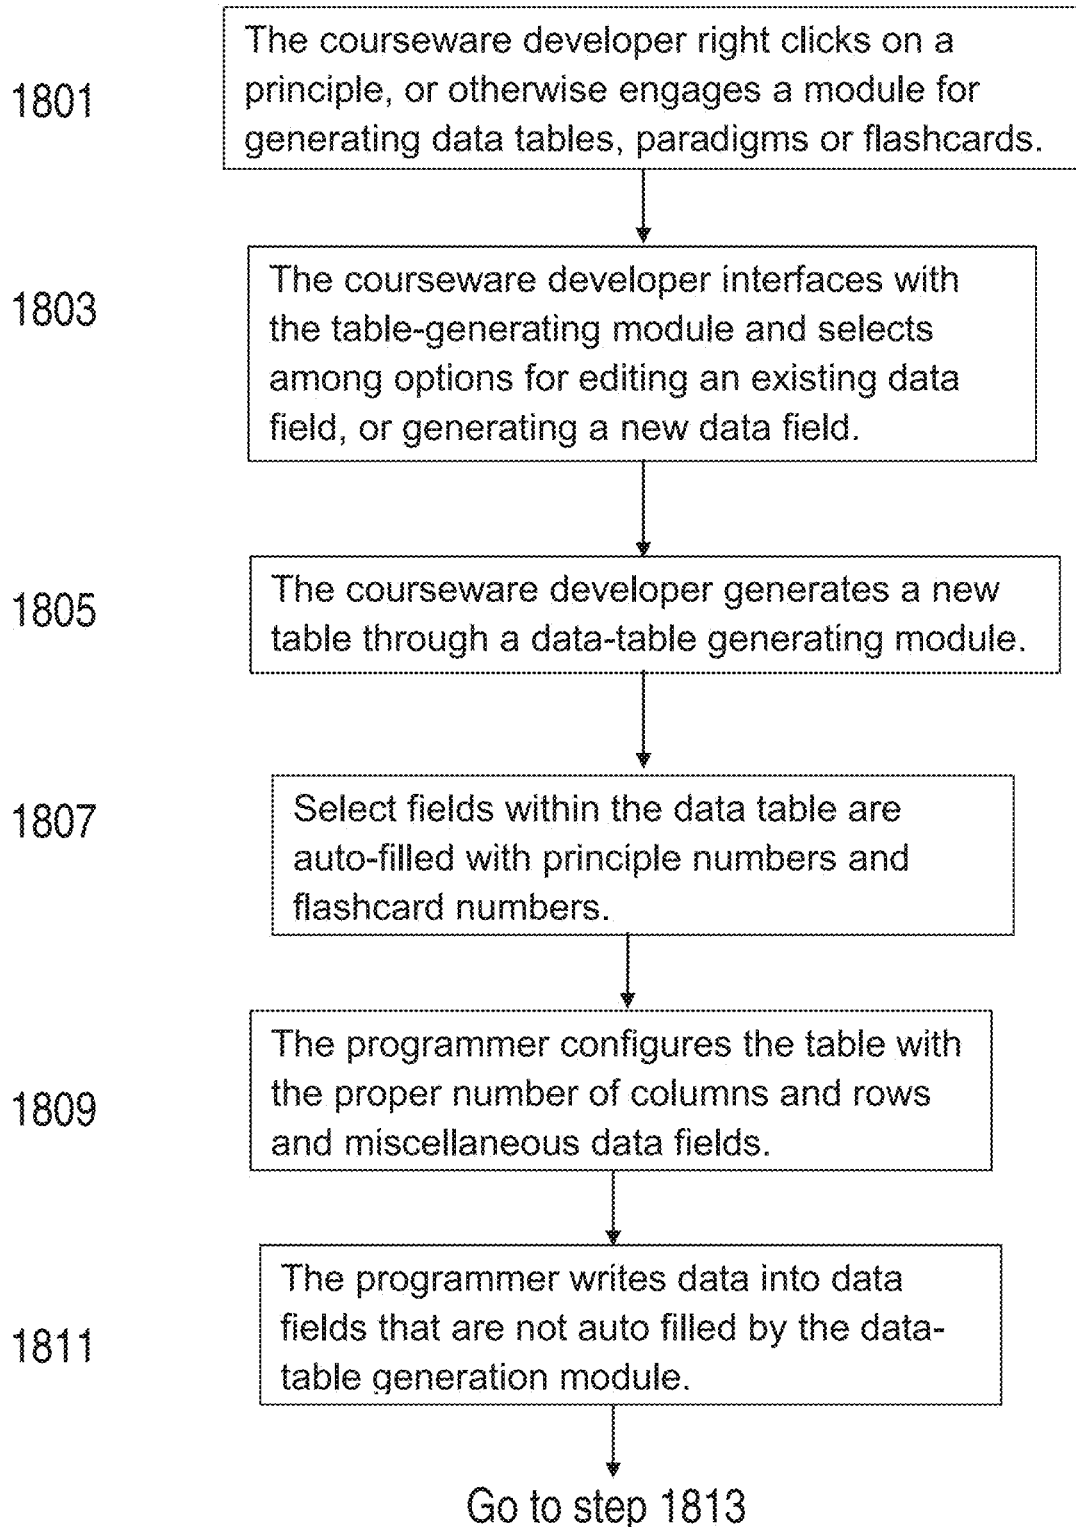 1801
The courseware developer right clicks on a
principle, or otherwise engages a module for
generating data tables, paradigms or flashcards.
1803
The courseware developer interfaces with
the table-generating module and selects
among options for editing an existing data
field, or generating a new data field.
1805
The courseware developer generates a new
table through a data-table generating module.
1807
Select fields within the data table are
auto-filled with principle numbers and
flashcard numbers.
1809
The programmer configures the table with
the proper number of columns and rows
and miscellaneous data fields.
1811
The programmer writes data into data
fields that are not auto filled by the data-
table generation module.
Go to step 1813